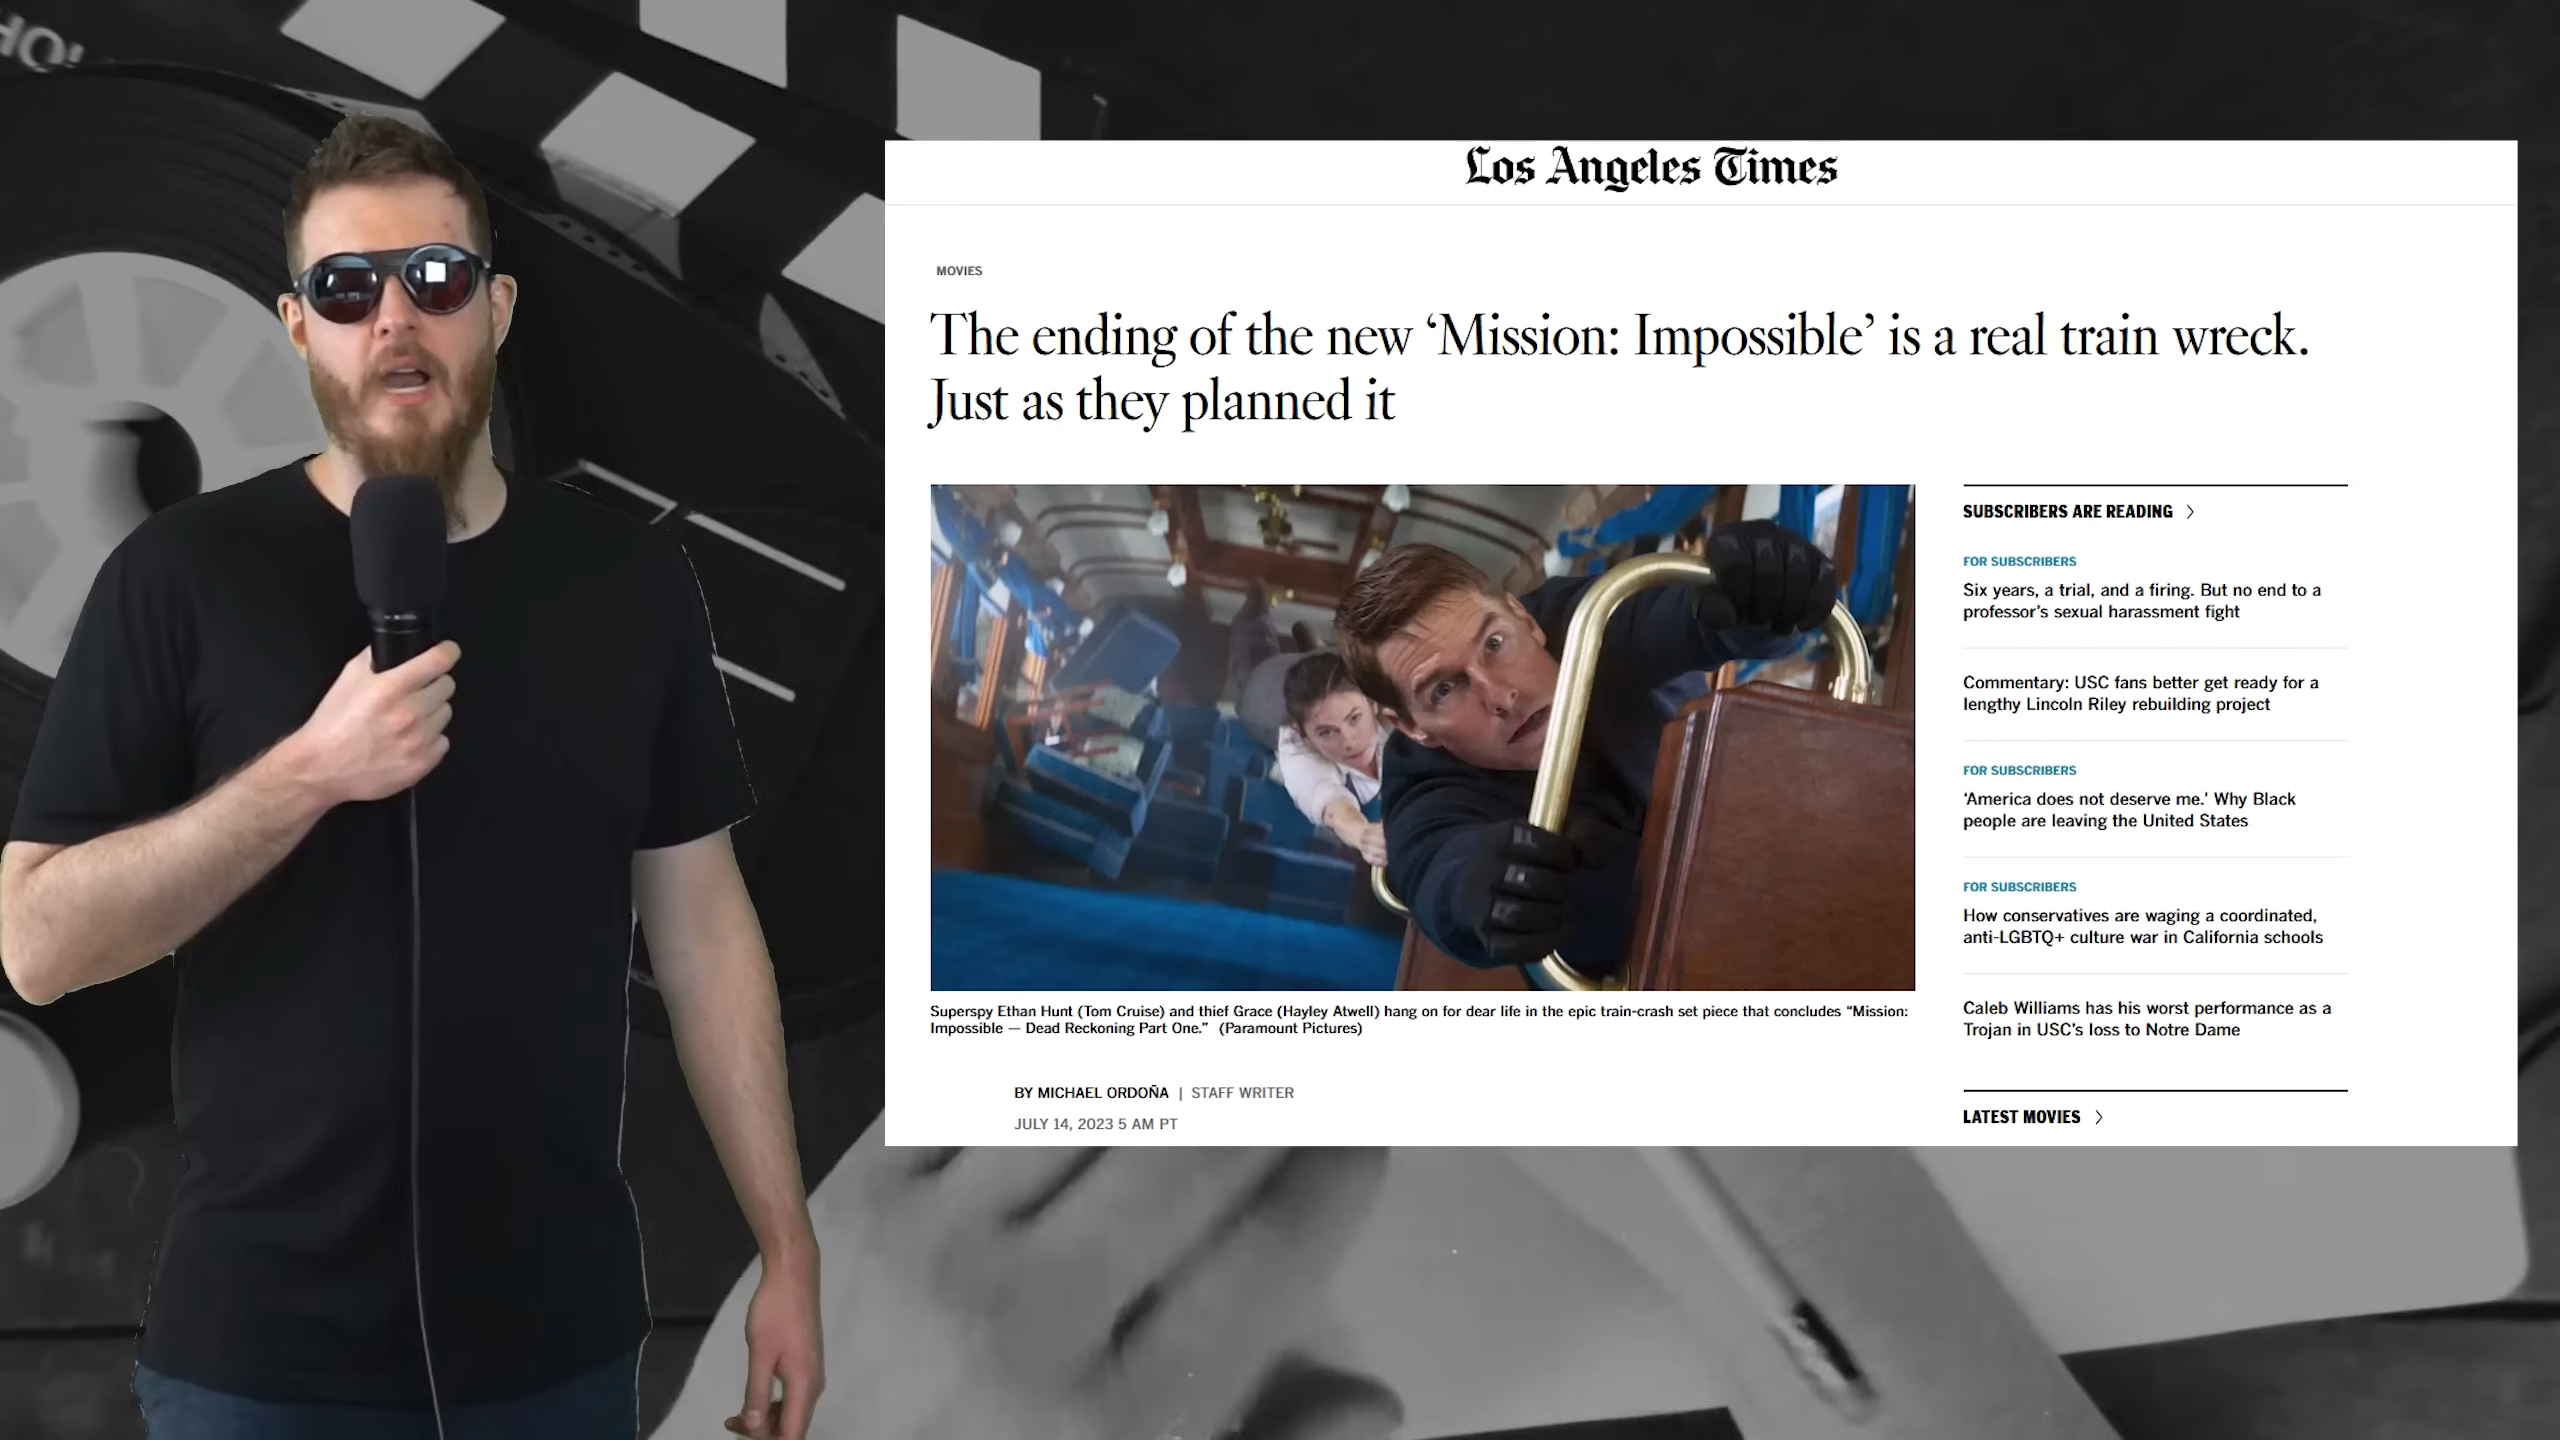 HO!
Los Angeles Times
MOVIES
The ending of the new ‘Mission: Impossible’ is a real train wreck.
Just as they planned it
Superspy Ethan Hunt (Tom Cruise) and thief Grace (Hayley Atwell) hang on for dear life in the epic train-crash set piece that concludes “Mission:
Impossible — Dead Reckoning Part One.” (Paramount Pictures)
BY MICHAEL ORDOÑA | STAFF WRITER
JULY 14, 2023 5 AM PT
SUBSCRIBERS ARE READING >
FOR SUBSCRIBERS
Six years, a trial, and a firing. But no end to a
professor’s sexual harassment fight
Commentary: USC fans better get ready for a
lengthy Lincoln Riley rebuilding project
FOR SUBSCRIBERS
‘America does not deserve me.’ Why Black
people are leaving the United States
FOR SUBSCRIBERS
How conservatives are waging a coordinated,
anti-LGBTQ+ culture war in California schools
Caleb Williams has his worst performance as a
Trojan in USC’s loss to Notre Dame
LATEST MOVIES >